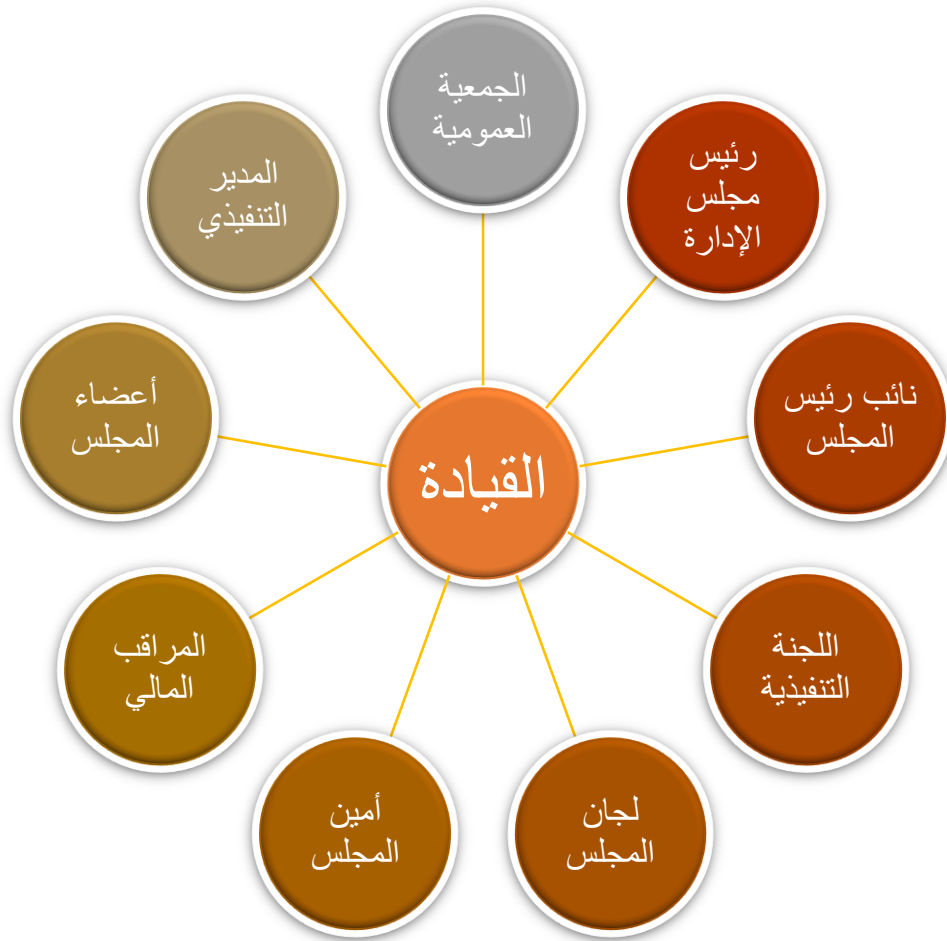 الجمعية
العمومية
رئيس
مجلس
الإدارة
نائب رئيس
المجلس
اللجنة
التنفيذية
لجان
المجلس
أمين
المجلس
المراقب
المالي
أعضاء
المجلس
المدير
التنفيذي
القيادة